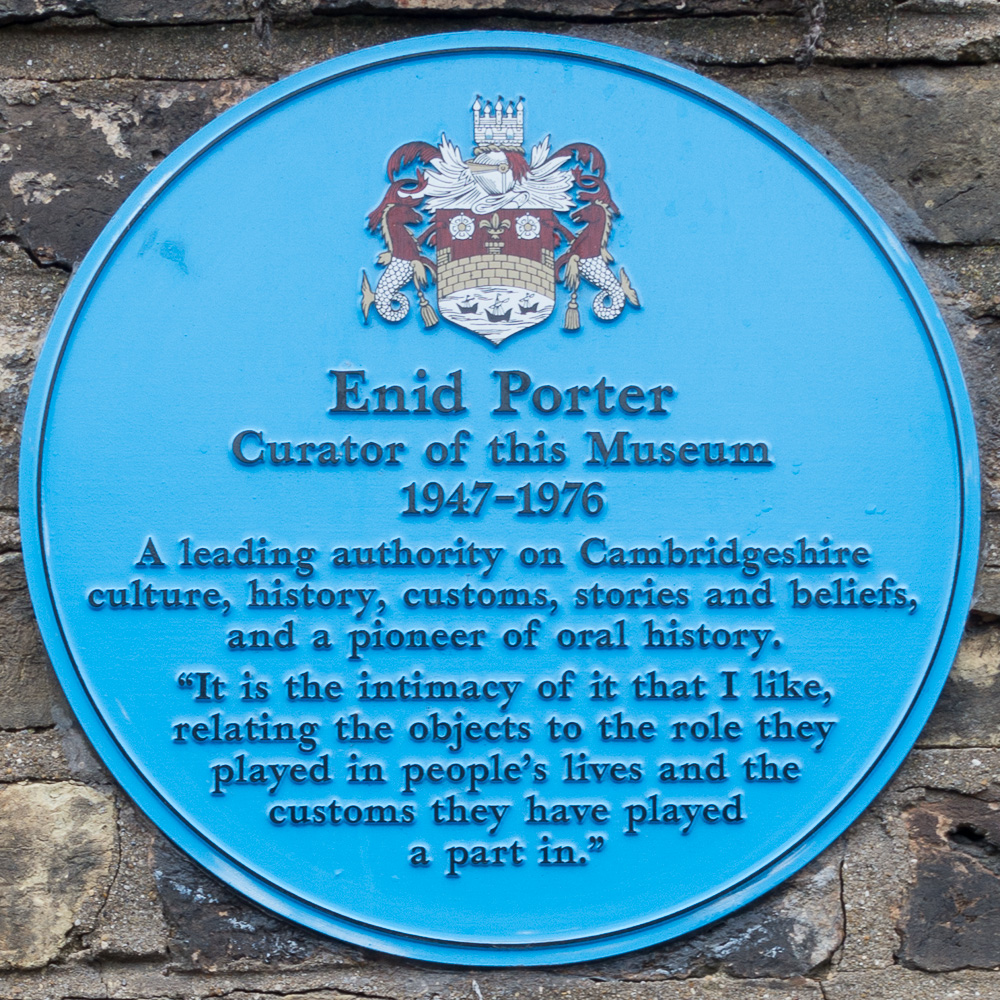 Enid Porter
Curator of this Museum
1947–1976
A leading authority on Cambridgeshire
culture, history, customs, stories and beliefs,
and a pioneer of oral history.
“It is the intimacy of it that I like,
relating the objects to the role they
played in people’s lives and the
customs they have played
a part in.”